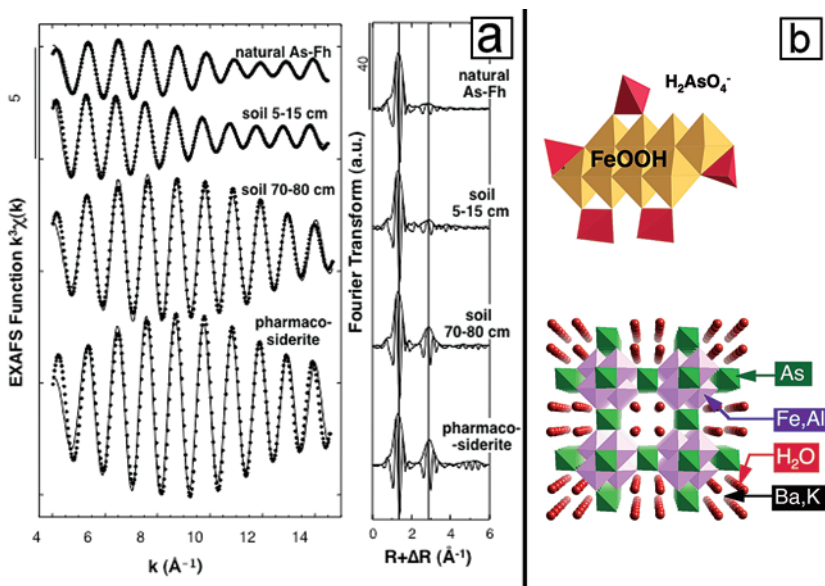 a
EXAFS Function k³χ(k)
5
natural As-Fh
soil 5-15 cm
soil 70-80 cm
pharmaco-
siderite
4 6 8 10 12 14
k (Å⁻¹)
Fourier Transform (a.u.)
40
natural
As-Fh
soil
5-15 cm
soil
70-80 cm
pharmaco-
-siderite
0 2 4 6
R+ΔR (Å⁻¹)
b
H₂AsO₄⁻
FeOOH
As
Fe,Al
H₂O
Ba,K